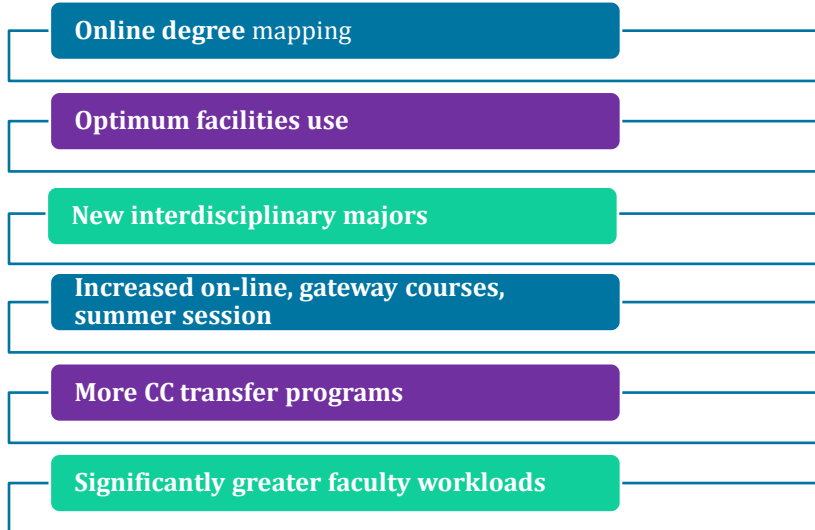 Online degree mapping
Optimum facilities use
New interdisciplinary majors
Increased on-line, gateway courses,
summer session
More CC transfer programs
Significantly greater faculty workloads